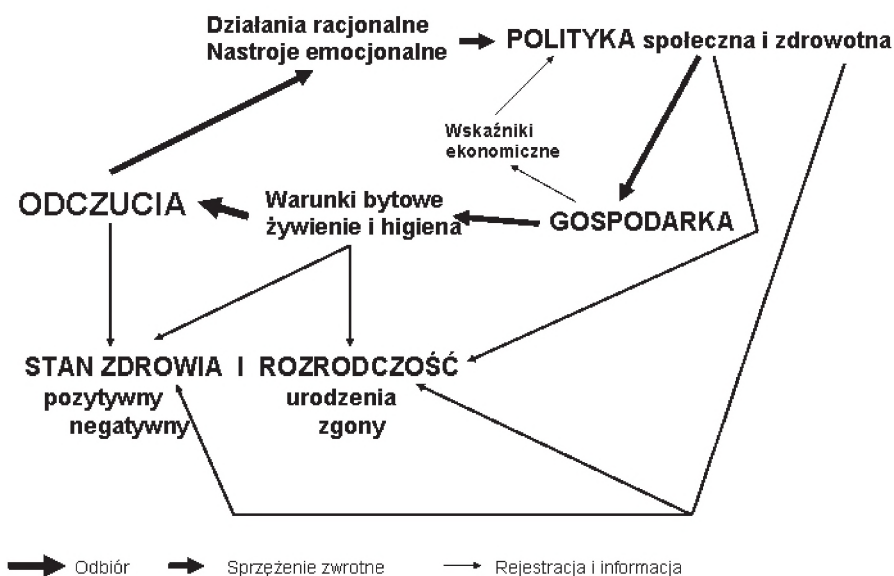 Działania racjonalne
Nastroje emocjonalne
POLITYKA społeczna i zdrowotna
Wskaźniki
ekonomiczne
ODCZUCIA
Warunki bytowe
żywienie i higiena
GOSPODARKA
STAN ZDROWIA I ROZRODCZOŚĆ
pozytywny
negatywny
urodzenia
zgony
Odbiór
Sprzężenie zwrotne
Rejestracja i informacja